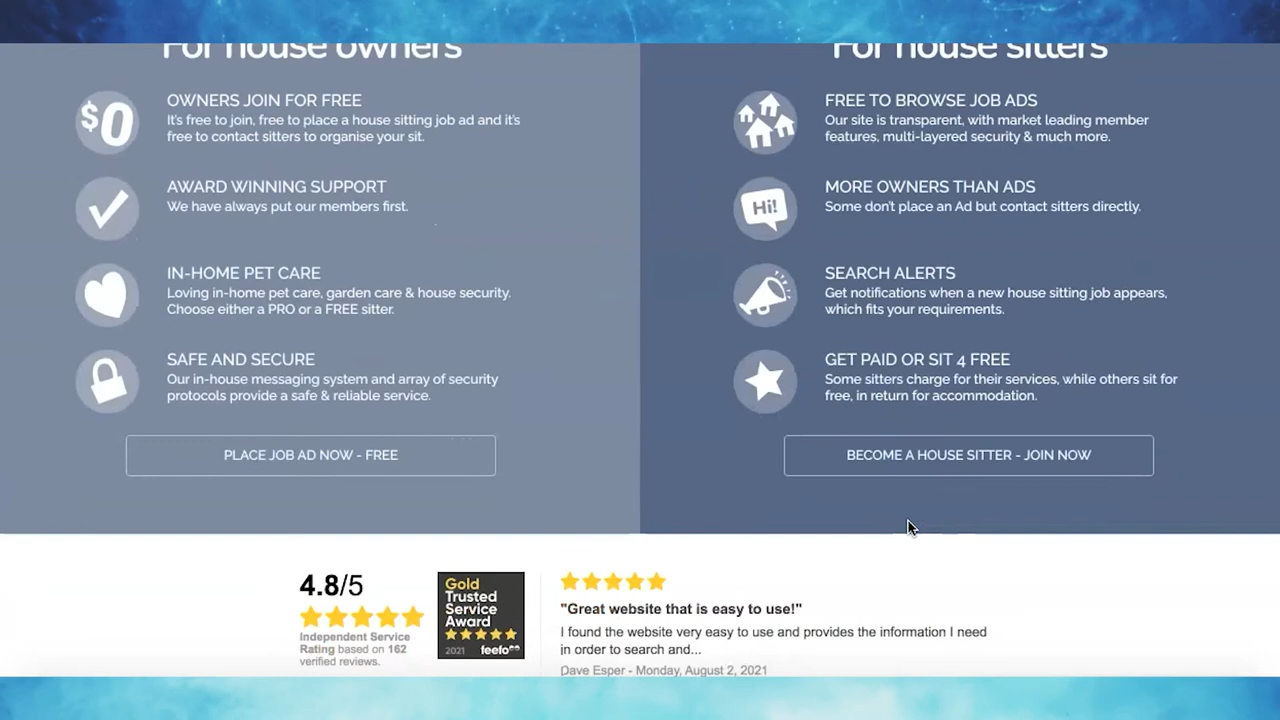 For house owners
$0
OWNERS JOIN FOR FREE
It's free to join, free to place a house sitting job ad and it's
free to contact sitters to organise your sit.
AWARD WINNING SUPPORT
We have always put our members first.
IN-HOME PET CARE
Loving in-home pet care, garden care & house security.
Choose either a PRO or a FREE sitter.
SAFE AND SECURE
Our in-house messaging system and array of security
protocols provide a safe & reliable service.
PLACE JOB AD NOW - FREE
For house sitters
FREE TO BROWSE JOB ADS
Our site is transparent, with market leading member
features, multi-layered security & much more.
Hi!
MORE OWNERS THAN ADS
Some don't place an Ad but contact sitters directly.
SEARCH ALERTS
Get notifications when a new house sitting job appears,
which fits your requirements.
GET PAID OR SIT 4 FREE
Some sitters charge for their services, while others sit for
free, in return for accommodation.
BECOME A HOUSE SITTER - JOIN NOW
4.8/5
Independent Service
Rating based on 162
verified reviews.
Gold
Trusted
Service
Award
2021 feefo
"Great website that is easy to use!"
I found the website very easy to use and provides the information I need
in order to search and...
Dave Esper - Monday, August 2, 2021